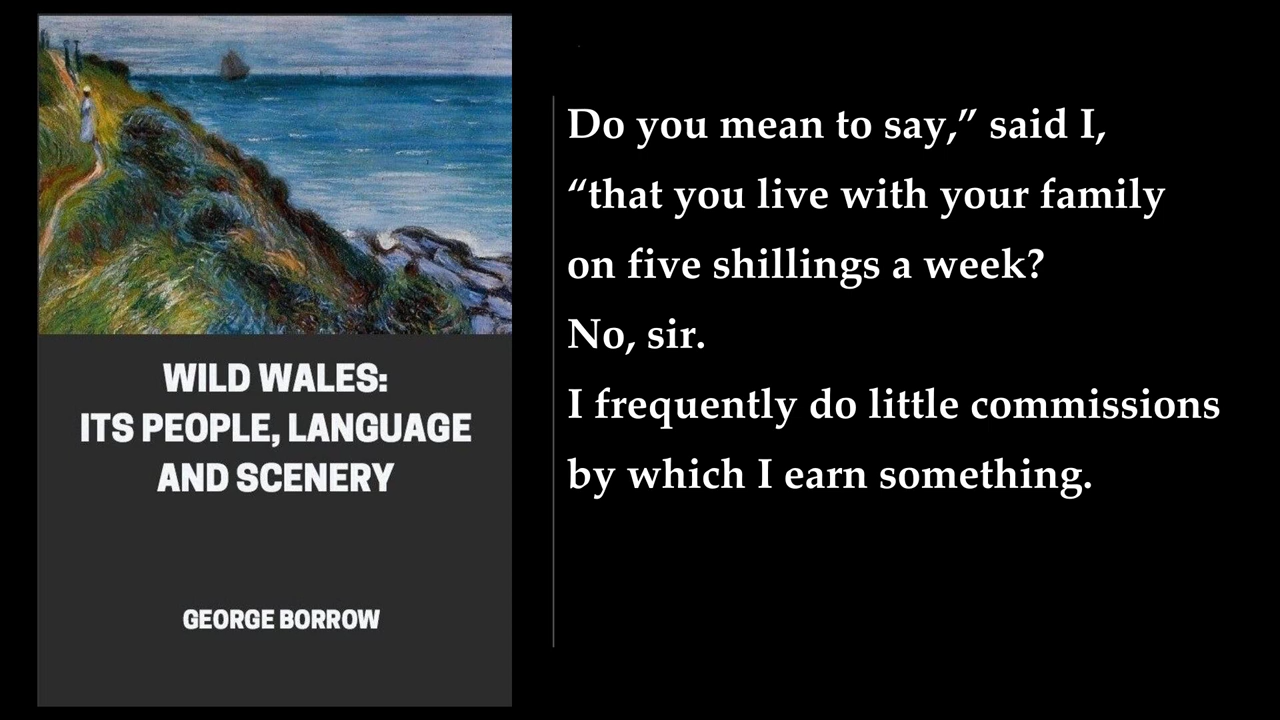 WILD WALES:
ITS PEOPLE, LANGUAGE
AND SCENERY
GEORGE BORROW
Do you mean to say,” said I,
“that you live with your family
on five shillings a week?
No, sir.
I frequently do little commissions
by which I earn something.